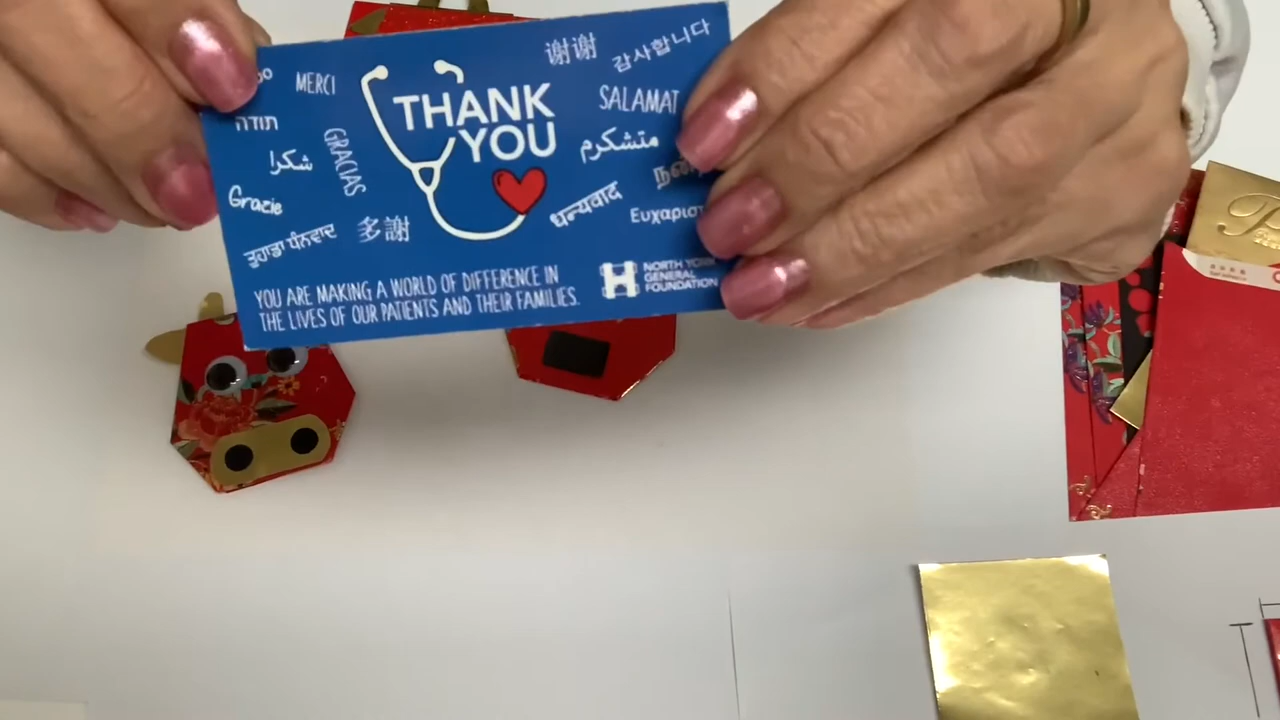 MERCI
תודה
شكرا
GRACIAS
Grazie
ਤੁਹਾਡਾ ਧੰਨਵਾਦ
多謝
THANK
YOU
谢谢
감사합니다
SALAMAT
متشکرم
धन्यवाद
YOU ARE MAKING A WORLD OF DIFFERENCE IN
THE LIVES OF OUR PATIENTS AND THEIR FAMILIES.
H
NORTH YORK
GENERAL
FOUNDATION